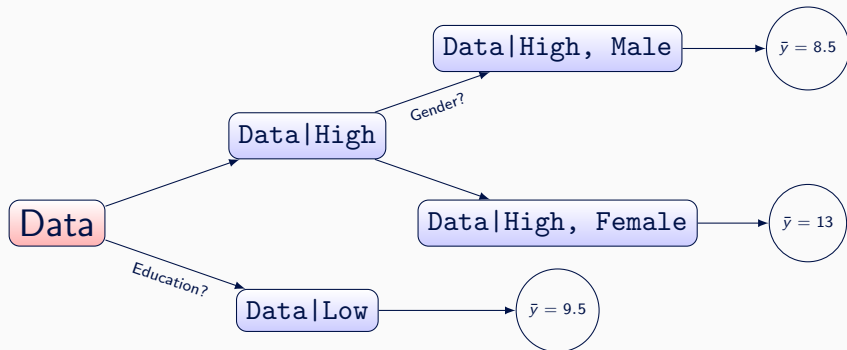 Data|High, Male
ȳ = 8.5
Gender?
Data|High
Data
Data|High, Female
ȳ = 13
Education?
Data|Low
ȳ = 9.5